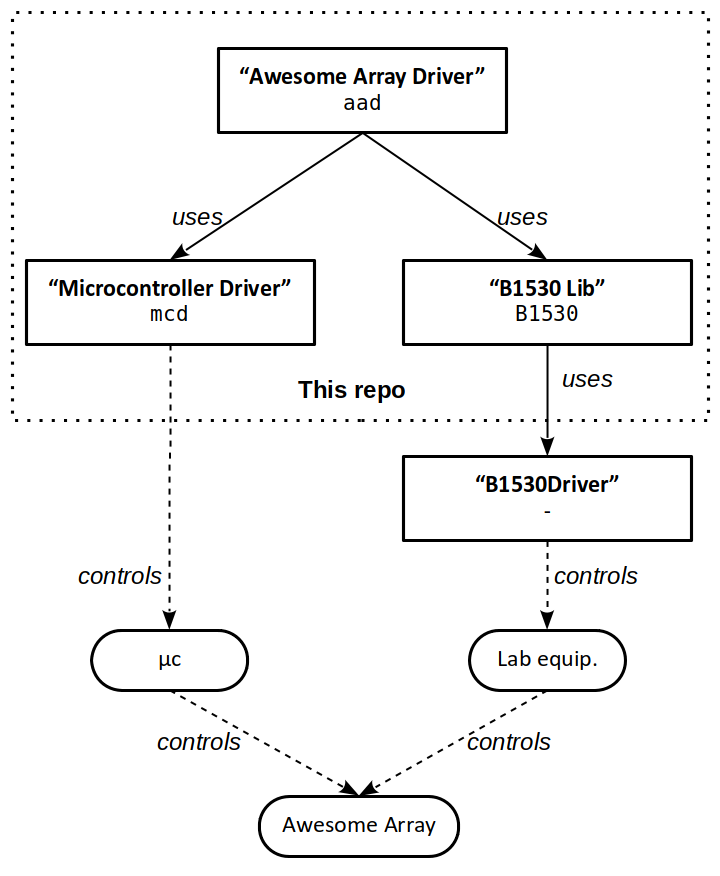 “Awesome Array Driver”
aad
uses
uses
“Microcontroller Driver”
mcd
“B1530 Lib”
B1530
This repo
uses
“B1530Driver”
-
controls
controls
µc
Lab equip.
controls
controls
Awesome Array